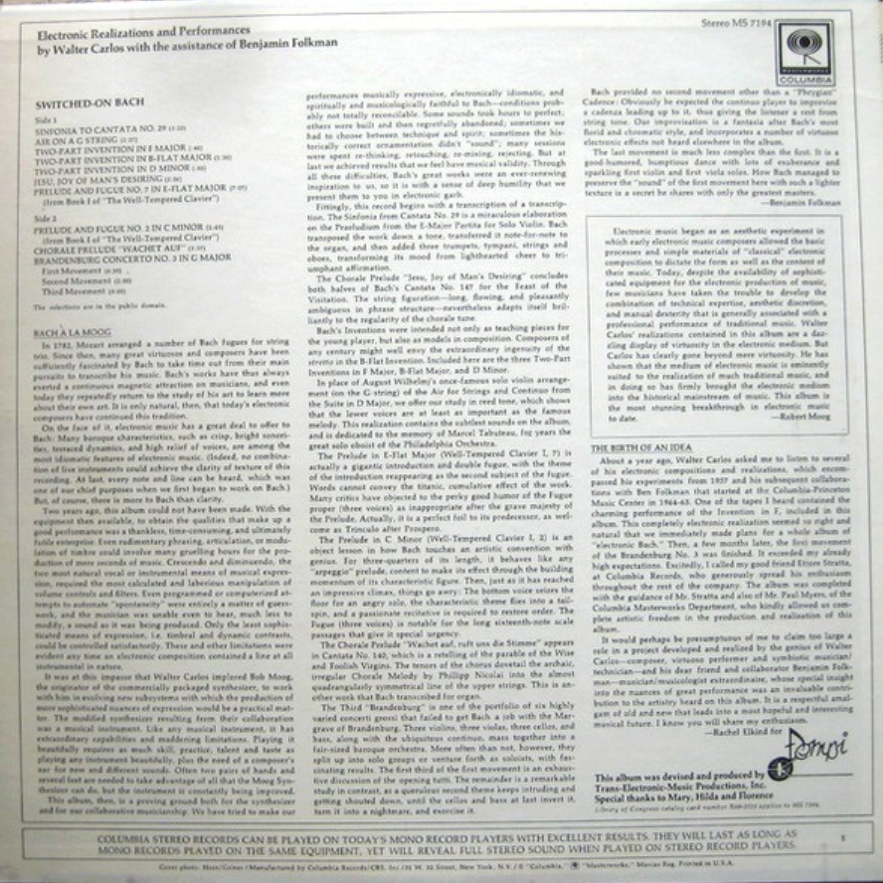 Electronic Realizations and Performances
by Walter Carlos with the assistance of Benjamin Folkman
Stereo MS 7194
COLUMBIA
SWITCHED-ON BACH
Side 1
SINFONIA TO CANTATA NO. 29 (3:20)
AIR ON A G STRING (2:27)
TWO-PART INVENTION IN F MAJOR (:40)
TWO-PART INVENTION IN B-FLAT MAJOR (1:30)
TWO-PART INVENTION IN D MINOR (:55)
JESU, JOY OF MAN'S DESIRING (2:56)
PRELUDE AND FUGUE NO. 7 IN E-FLAT MAJOR (7:07)
(from Book I of "The Well-Tempered Clavier")
Side 2
PRELUDE AND FUGUE NO. 2 IN C MINOR (2:43)
(from Book I of "The Well-Tempered Clavier")
CHORALE PRELUDE "WACHET AUF" (3:37)
BRANDENBURG CONCERTO NO. 3 IN G MAJOR
First Movement
Second Movement
Third Movement
The selections are in the public domain.
BACH À LA MOOG
In 1782, Mozart arranged a number of Bach fugues for string
trio. Since then, many great virtuosos and composers have been
sufficiently fascinated by Bach to take time out from their main
pursuits to transcribe his music. Bach's works have thus always
exerted a continuous magnetic attraction on musicians, and even
today they repeatedly return to the study of his art to learn more
about their own art. It is only natural, then, that today's electronic
composers have continued this tradition.
On the face of it, electronic music has a great deal to offer to
Bach: Many baroque characteristics, such as crisp, bright sonori-
ties, terraced dynamics, and high relief of voices, are among the
most idiomatic features of electronic music. (Indeed, no combina-
tion of live instruments could achieve the clarity of texture of this
recording. At last, every note and line can be heard, which was
one of our chief purposes when we first began to work on Bach.)
But, of course, there is more to Bach than clarity.
Two years ago, this album could not have been made. With the
equipment then available, to obtain the qualities that make up a
good performance was a thankless, time-consuming, and ultimately
futile enterprise. Even rudimentary phrasing, articulation, or modu-
lation of timbre could involve many gruelling hours for the pro-
duction of mere seconds of music. Crescendi and diminuendo, the
two most natural vocal or instrumental means of musical expres-
sion, required the most calculated and laborious manipulation of
volume controls and filters. Even programmed or computerized at-
tempts to automate "spontaneity" were entirely a matter of guess-
work, and the musician was unable even to hear, much less to
modify, a sound as it was being produced. Only the least sophis-
ticated means of expression, i.e. timbral and dynamic contrasts,
could be controlled satisfactorily. These and other limitations were
evident any time an electronic composition contained a line at all
instrumental in nature.
It was at this impasse that Walter Carlos implored Bob Moog,
the originator of the commercially packaged synthesizer, to work
with him in evolving new subsystems with which the production of
more sophisticated nuances of expression would be a practical mat-
ter. The modified synthesizer resulting from their collaboration
was a musical instrument. Like any musical instrument, it has
extraordinary capabilities and maddening limitations. Playing it
beautifully requires as much skill, practice, talent and taste as
playing any instrument beautifully, plus the need of a composer's
ear for new and different sounds. Often two pairs of hands and
several feet are needed to take advantage of all that the Moog Syn-
thesizer can do, but the instrument is constantly being improved.
This album, then, is a proving ground both for the synthesizer
and for our collaborative musicianship. We have tried to make our
performances musically expressive, electronically idiomatic, and
spiritually and musicologically faithful to Bach—conditions prob-
ably not totally reconcilable. Some sounds took hours to perfect;
others were built and then regretfully abandoned; sometimes we
had to choose between technique and spirit; sometimes the his-
torically correct ornamentation didn't "sound"; many sessions
were spent re-thinking, retouching, re-mixing, rejecting. But at
last we achieved results that we feel have musical validity. Through
all these difficulties, Bach's great works were an ever-renewing
inspiration to us, so it is with a sense of deep humility that we
present them to you in electronic garb.
Fittingly, this record begins with a transcription of a transcrip-
tion. The Sinfonia from Cantata No. 29 is a miraculous elaboration
on the Praeludium from the E-Major Partita for Solo Violin. Bach
transposed the work down a tone, transferred it note-for-note to
the organ, and then added three trumpets, tympani, strings and
oboes, transforming its mood from lighthearted cheer to tri-
umphant affirmation.
The Chorale Prelude "Jesu, Joy of Man's Desiring" concludes
both halves of Bach's Cantata No. 147 for the Feast of the
Visitation. The string figuration—long, flowing, and pleasantly
ambiguous in phrase structure—nevertheless adapts itself bril-
liantly to the regularity of the chorale tune.
Bach's Inventions were intended not only as teaching pieces for
the young player, but also as models in composition. Composers of
any century might well envy the extraordinary ingenuity of the
stretto in the B-Flat Invention. Included here are the three Two-Part
Inventions in F Major, B-Flat Major, and D Minor.
In place of August Wilhelmj's once-famous solo violin arrange-
ment (on the G string) of the Air for Strings and Continuo from
the Suite in D Major, we offer our study in reed tone, which shows
that the lower voices are at least as important as the famous
melody. This realization contains the subtlest sounds on the album,
and is dedicated to the memory of Marcel Tabuteau, for years the
great solo oboist of the Philadelphia Orchestra.
The Prelude in E-Flat Major (Well-Tempered Clavier I, 7) is
actually a gigantic introduction and double fugue, with the theme
of the introduction reappearing as the second subject of the fugue.
Words cannot convey the titanic, cumulative effect of the work.
Many critics have objected to the perky good humor of the Fugue
proper (three voices) as inappropriate after the grave majesty of
the Prelude. Actually, it is a perfect foil to its predecessor, as wel-
come as Trinculo after Prospero.
The Prelude in C Minor (Well-Tempered Clavier I, 2) is an
object lesson in how Bach touches an artistic convention with
genius. For three-quarters of its length, it behaves like any
"arpeggio" prelude, content to make its effect through the building
momentum of its characteristic figure. Then, just as it has reached
an impressive climax, things go awry: The bottom voice seizes the
floor for an angry solo, the characteristic theme flies into a tail-
spin, and a passionate recitative is required to restore order. The
Fugue (three voices) is notable for the long sixteenth-note scale
passages that give it special urgency.
The Chorale Prelude "Wachet auf, ruft uns die Stimme" appears
in Cantata No. 140, which is a retelling of the parable of the Wise
and Foolish Virgins. The tenors of the chorus dovetail the archaic,
irregular Chorale Melody by Philipp Nicolai into the almost
quadrangularly symmetrical line of the upper strings. This is an-
other work that Bach transcribed for organ.
The Third "Brandenburg" is one of the portfolio of six highly
varied concerti grossi that failed to get Bach a job with the Mar-
grave of Brandenburg. Three violins, three violas, three cellos, and
bass, along with the ubiquitous continuo, mass together into a
fair-sized baroque orchestra. More often than not, however, they
split up into solo groups or venture forth as soloists, with fas-
cinating results. The first third of the first movement is an exhaus-
tive discussion of the opening tutti. The remainder is a remarkable
study in contrast, as a querulous second theme keeps intruding and
getting shouted down, until the cellos and bass at last invert it,
turn it into a nightmare, and exorcise it.
Bach provided no second movement other than a "Phrygian"
Cadence: Obviously he expected the continuo player to improvise
a cadenza leading up to it, thus giving the listener a rest from
string tone. Our improvisation is a fantasia after Bach's most
florid and chromatic style, and incorporates a number of virtuous
electronic effects not heard elsewhere in the album.
The last movement is much less complex than the first. It is a
good-humored, bumptious dance with lots of exuberance and
sparkling first violin and first viola solos. How Bach managed to
preserve the "sound" of the first movement here with such a lighter
texture is a secret he shares with only the greatest masters.
—Benjamin Folkman
Electronic music began as an aesthetic experiment in
which early electronic music composers allowed the basic
processes and simple materials of "classical" electronic
composition to dictate the form as well as the content of
their music. Today, despite the availability of sophisti-
cated equipment for the electronic production of music,
few musicians have taken the trouble to develop the
combination of technical expertise, aesthetic discretion,
and manual dexterity that is generally associated with a
professional performance of traditional music. Walter
Carlos' realizations contained in this album are a daz-
zling display of virtuosity in the electronic medium. But
Carlos has clearly gone beyond mere virtuosity. He has
shown that the medium of electronic music is eminently
suited to the realization of much traditional music, and
in doing so has firmly brought the electronic medium
into the historical mainstream of music. This album is
the most stunning breakthrough in electronic music
to date. —Robert Moog
THE BIRTH OF AN IDEA
About a year ago, Walter Carlos asked me to listen to several
of his electronic compositions and realizations, which encom-
passed his experiments from 1957 and his subsequent collabora-
tions with Ben Folkman that started at the Columbia-Princeton
Music Center in 1964-65. One of the tapes I heard contained the
charming performance of the Invention in F, included in this
album. This completely electronic realization seemed so right and
natural that we immediately made plans for a whole album of
"electronic Bach." Then, a few months later, the first movement
of the Brandenburg No. 3 was finished. It exceeded my already
high expectations. Excitedly, I called my good friend Ettore Stratta,
at Columbia Records, who generously spread his enthusiasm
throughout the rest of the company. The album was completed
with the guidance of Mr. Stratta and also of Mr. Paul Myers, of the
Columbia Masterworks Department, who kindly allowed us com-
plete artistic freedom in the production and realization of this
album.
It would perhaps be presumptuous of me to claim too large a
role in a project developed and realized by the genius of Walter
Carlos—composer, virtuoso performer and symbiotic musician/
technician—and his dear friend and collaborator Benjamin Folk-
man—musician/musicologist extraordinaire, whose special insight
into the nuances of great performance was an invaluable contri-
bution to the artistry heard on this album. It is a respectful amal-
gam of old and new that leads into a most hopeful and interesting
musical future. I know you will share my enthusiasm.
—Rachel Elkind for
tempi
This album was devised and produced by
Trans-Electronic-Music Productions, Inc.
Special thanks to Mary, Hilda and Florence
Library of Congress catalog card number applies to MS 7194.
COLUMBIA STEREO RECORDS CAN BE PLAYED ON TODAY'S MONO RECORD PLAYERS WITH EXCELLENT RESULTS. THEY WILL LAST AS LONG AS
MONO RECORDS PLAYED ON THE SAME EQUIPMENT, YET WILL REVEAL FULL STEREO SOUND WHEN PLAYED ON STEREO RECORD PLAYERS.
Cover photo: Horn/Griner / Manufactured by Columbia Records/CBS, Inc./51 W. 52 Street, New York, N.Y. / ® "Columbia," "Masterworks," Marcas Reg. Printed in U.S.A.